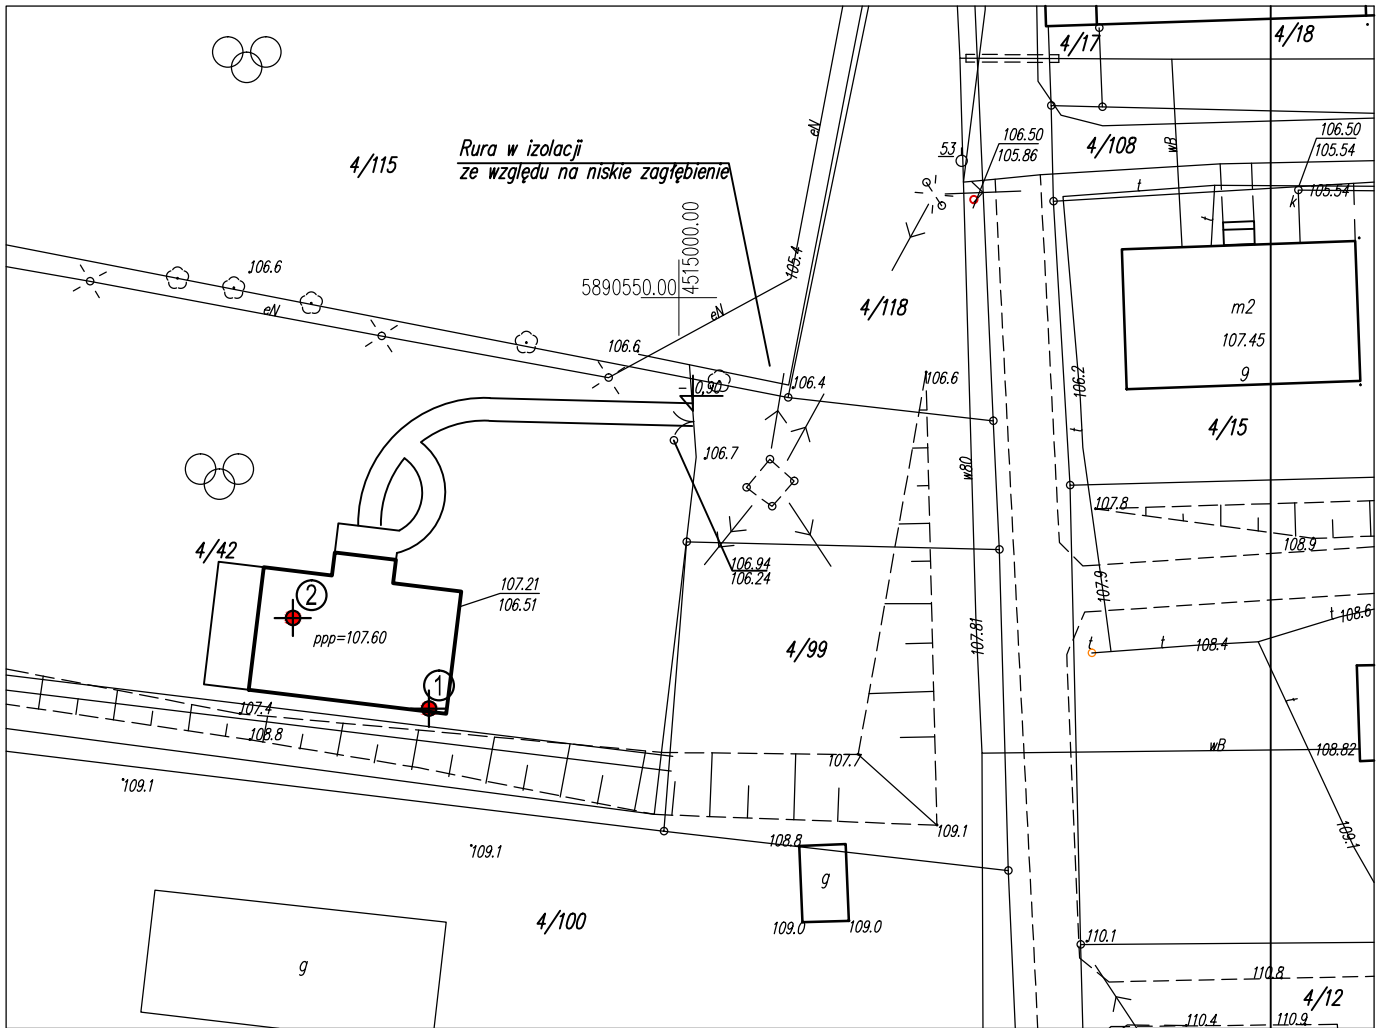 4/17
4/18
4/115
Rura w izolacji
ze względu na niskie zagłębienie
eN
53
106.50
105.86
4/108
wB
106.50
105.54
105.54
k
t
t
4515000.00
5890550.00
105.4
4/118
106.6
eN
eN
m2
107.45
g
106.6
106.4
106.6
106.2
- 0,90
t
4/15
106.7
w80
107.8
108.9
4/42
106.94
106.24
107.21
106.51
2
ppp=107.60
107.9
t
108.6
4/99
107.81
t
t
108.4
1
t
107.4
108.8
wB
108.82
107.7
109.1
109.1
108.8
109.1
109.1
g
4/100
109.0
109.0
110.1
g
110.8
4/12
110.4
110.9